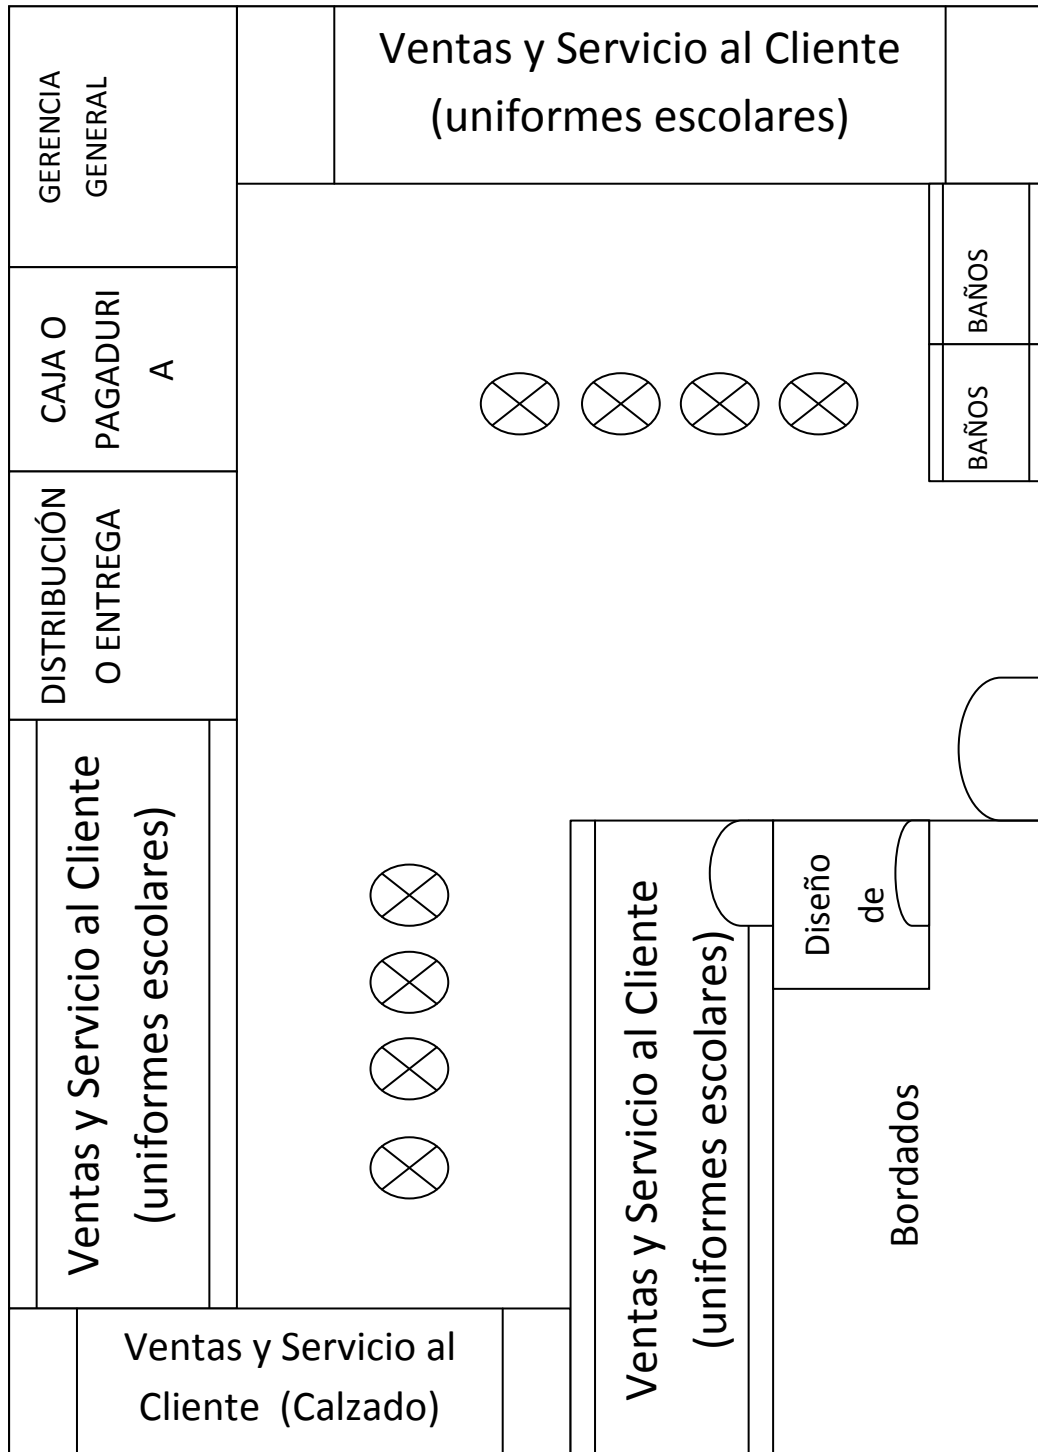 Ventas y Servicio al Cliente
(uniformes escolares)
GERENCIA
GENERAL
CAJA O
PAGADURI
A
DISTRIBUCIÓN
O ENTREGA
BAÑOS
BAÑOS
Ventas y Servicio al Cliente
(uniformes escolares)
Ventas y Servicio al Cliente
(uniformes escolares)
Diseño
de
Bordados
Ventas y Servicio al
Cliente (Calzado)